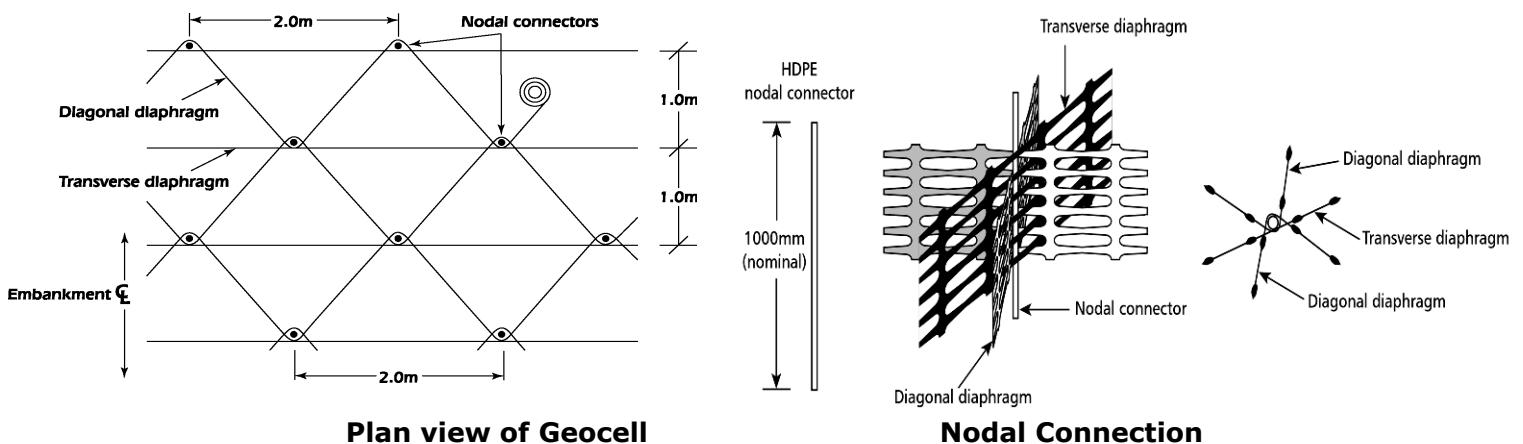 2.0m
Nodal connectors
Diagonal diaphragm
Transverse diaphragm
1.0m
1.0m
Embankment ℄
2.0m
Plan view of Geocell
HDPE
nodal connector
1000mm
(nominal)
Transverse diaphragm
Nodal connector
Diagonal diaphragm
Diagonal diaphragm
Transverse diaphragm
Diagonal diaphragm
Nodal Connection